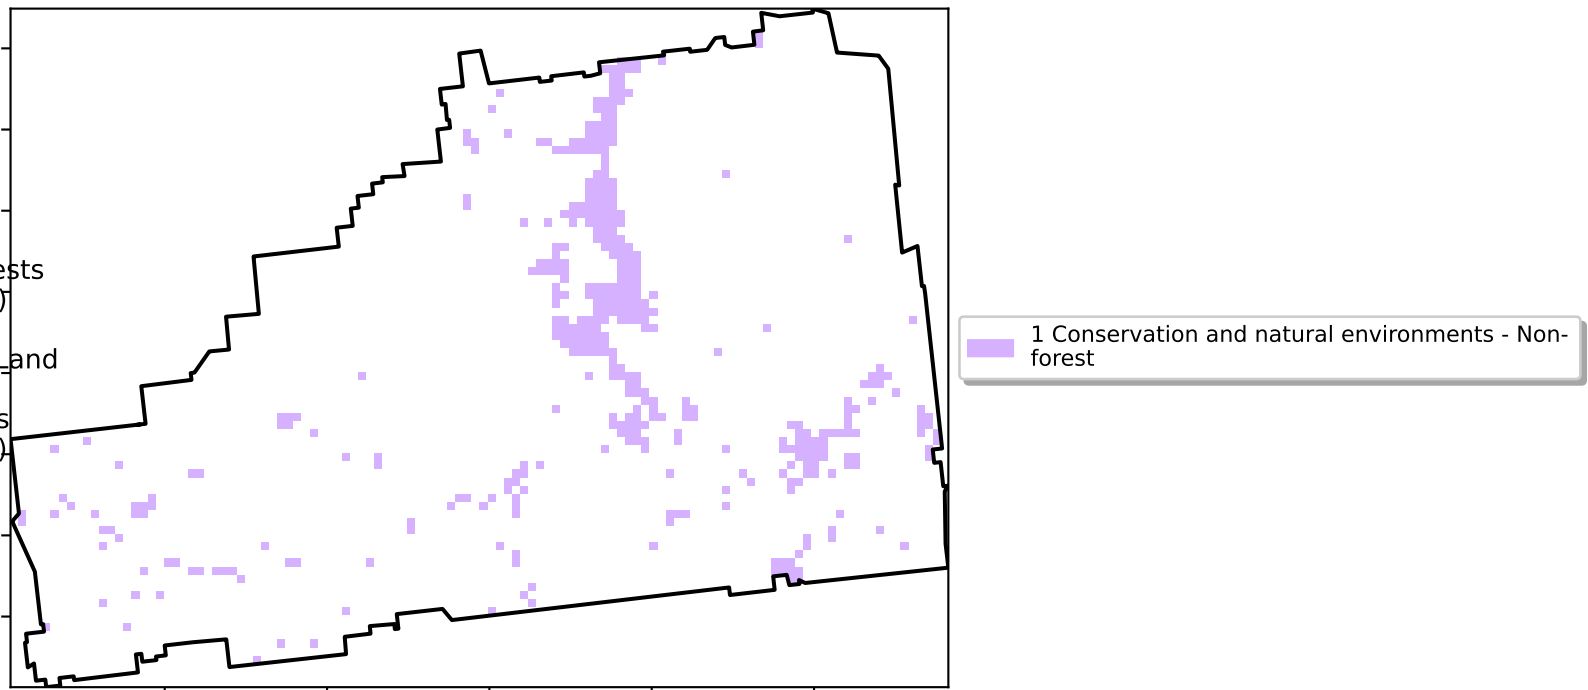 ests
)
and
s
)
1 Conservation and natural environments - Non-
forest